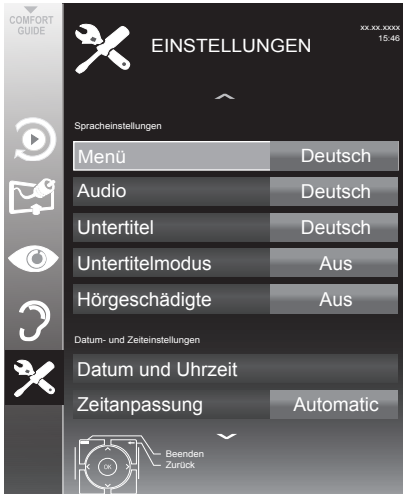 COMFORT
GUIDE
EINSTELLUNGEN
xx.xx.xxxx
15:46
Spracheinstellungen
Menü Deutsch
Audio Deutsch
Untertitel Deutsch
Untertitelmodus Aus
Hörgeschädigte Aus
Datum- und Zeiteinstellungen
Datum und Uhrzeit
Zeitanpassung Automatic
OK
Beenden
Zurück